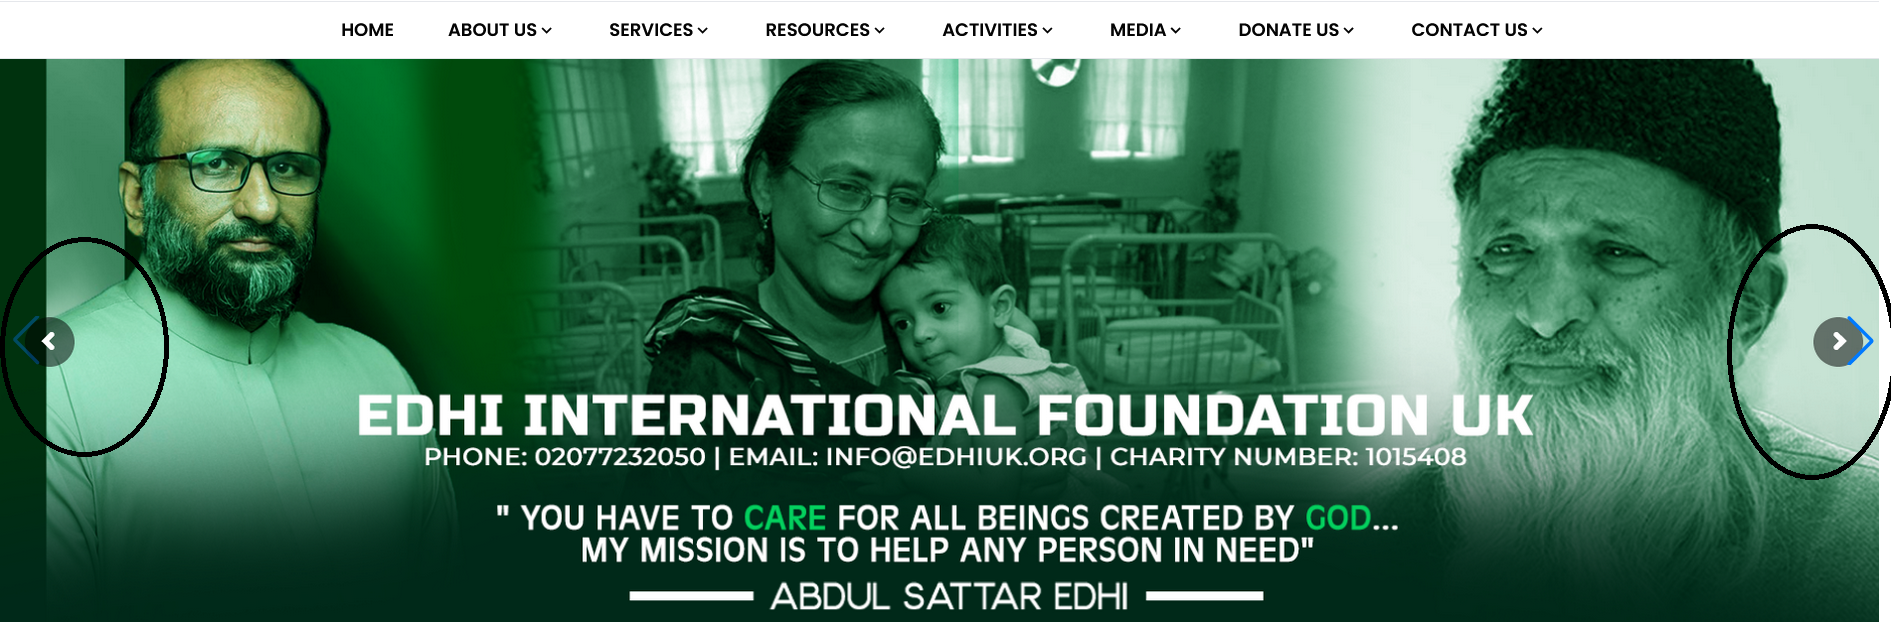 HOME ABOUT US SERVICES RESOURCES ACTIVITIES MEDIA DONATE US CONTACT US
EDHI INTERNATIONAL FOUNDATION UK
PHONE: 02077232050 | EMAIL: INFO@EDHIUK.ORG | CHARITY NUMBER: 1015408
" YOU HAVE TO CARE FOR ALL BEINGS CREATED BY GOD...
MY MISSION IS TO HELP ANY PERSON IN NEED"
ABDUL SATTAR EDHI